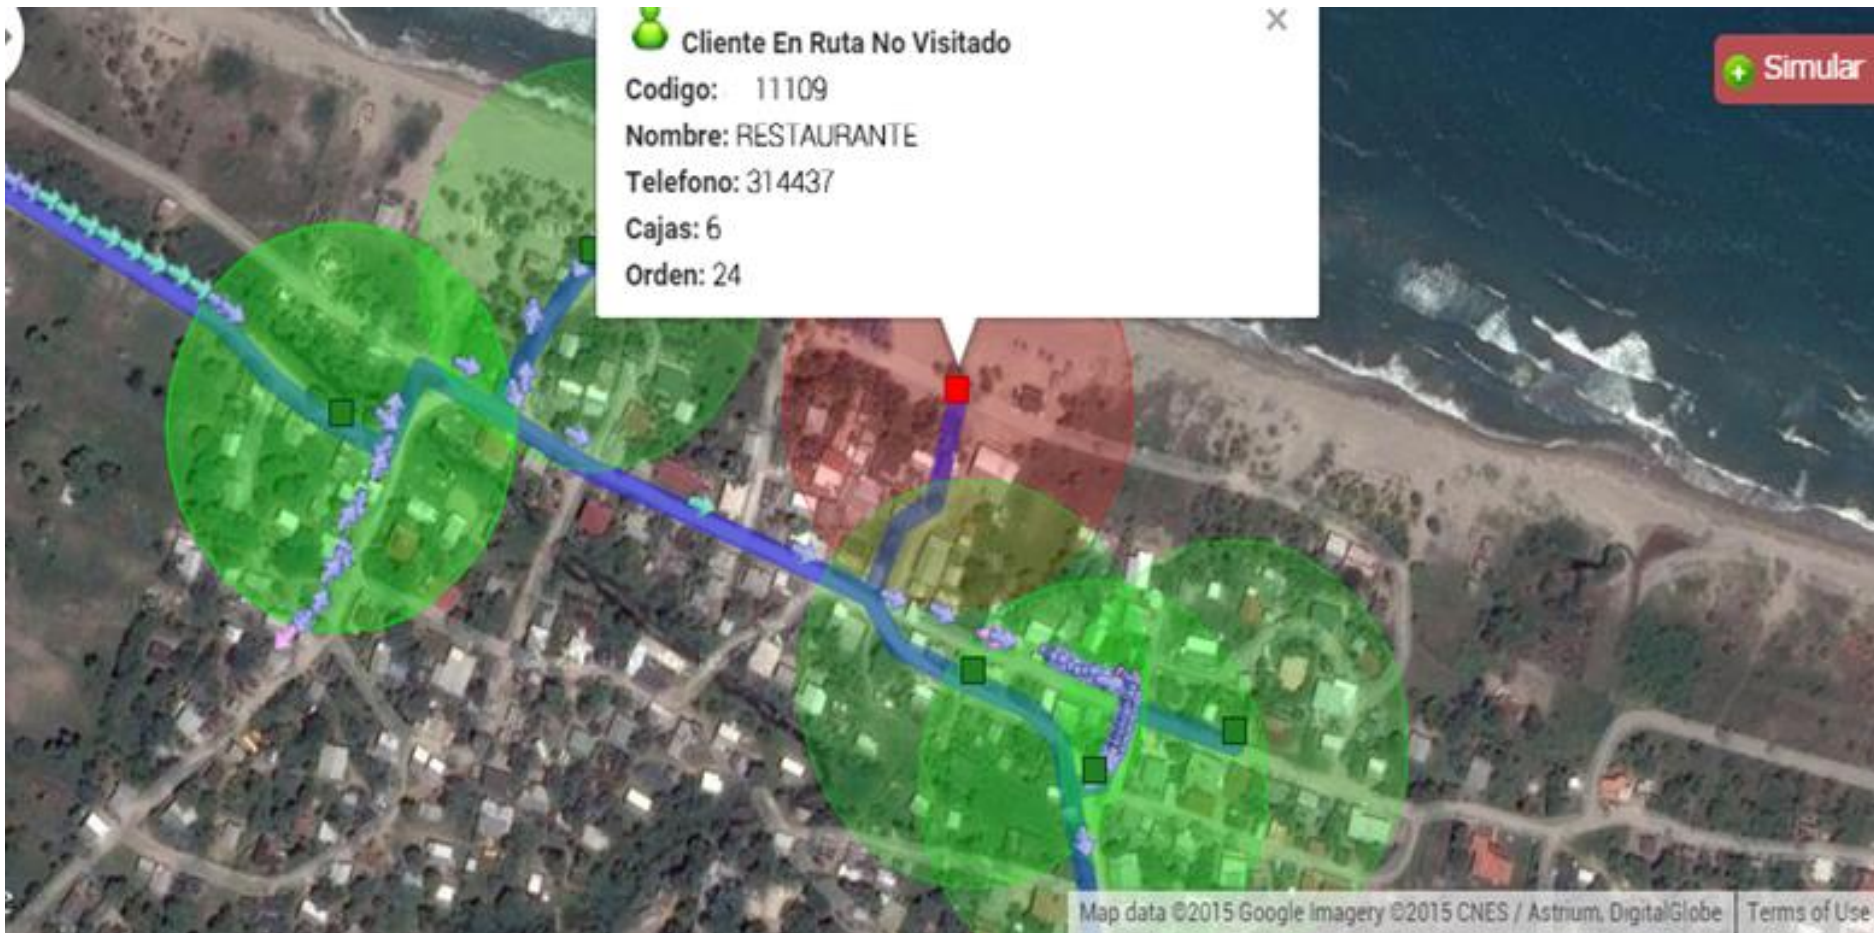 Cliente En Ruta No Visitado
×
Codigo: 11109
Nombre: RESTAURANTE
Telefono: 314437
Cajas: 6
Orden: 24
Simular
Map data ©2015 Google Imagery ©2015 CNES / Astrium, DigitalGlobe
Terms of Use